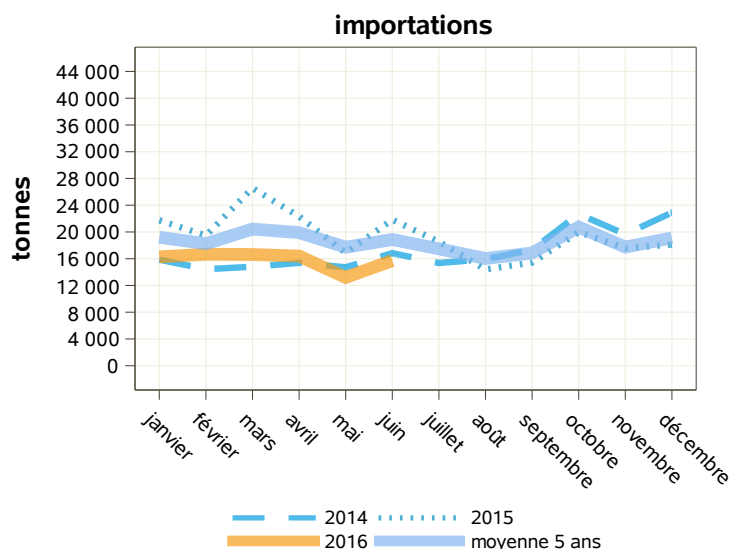 importations
tonnes
44 000
40 000
36 000
32 000
28 000
24 000
20 000
16 000
12 000
8 000
4 000
0
janvier
février
mars
avril
mai
juin
juillet
août
septembre
octobre
novembre
décembre
2014 2015
2016 moyenne 5 ans